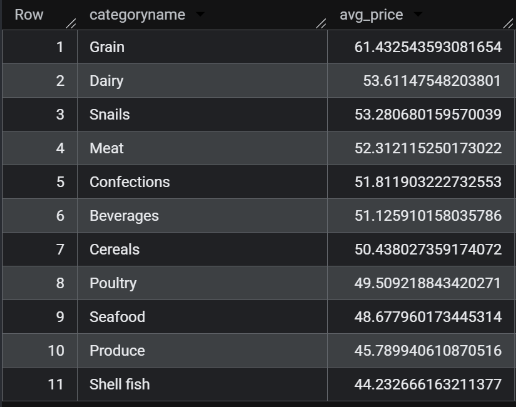 Row categoryname avg_price
1 Grain 61.432543593081654
2 Dairy 53.61147548203801
3 Snails 53.280680159570039
4 Meat 52.312115250173022
5 Confections 51.811903222732553
6 Beverages 51.125910158035786
7 Cereals 50.438027359174072
8 Poultry 49.509218843420271
9 Seafood 48.677960173445314
10 Produce 45.789940610870516
11 Shell fish 44.232666163211377